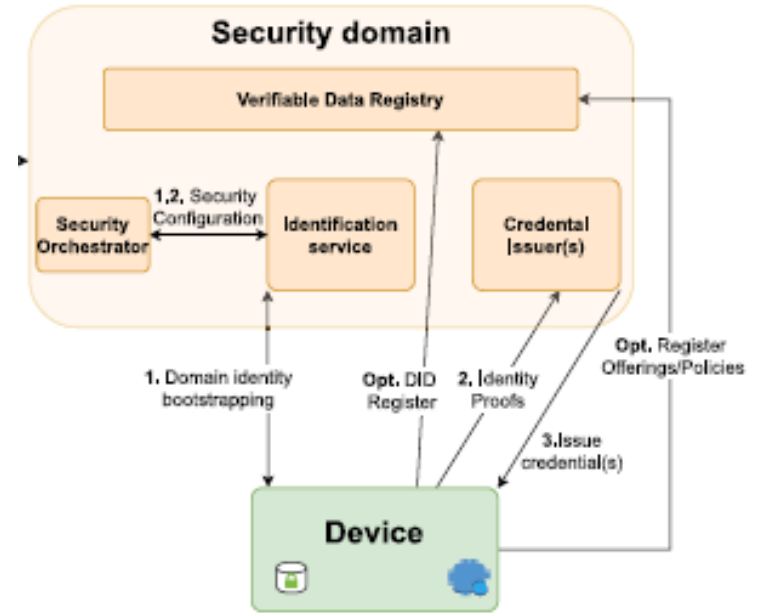 Security domain
Verifiable Data Registry
1,2, Security
Configuration
Security
Orchestrator
Identification
service
Credental
Issuer(s)
1. Domain identity
bootstrapping
Opt. DID
Register
2, Identity
Proofs
Opt. Register
Offerings/Policies
3.Issue
credential(s)
Device